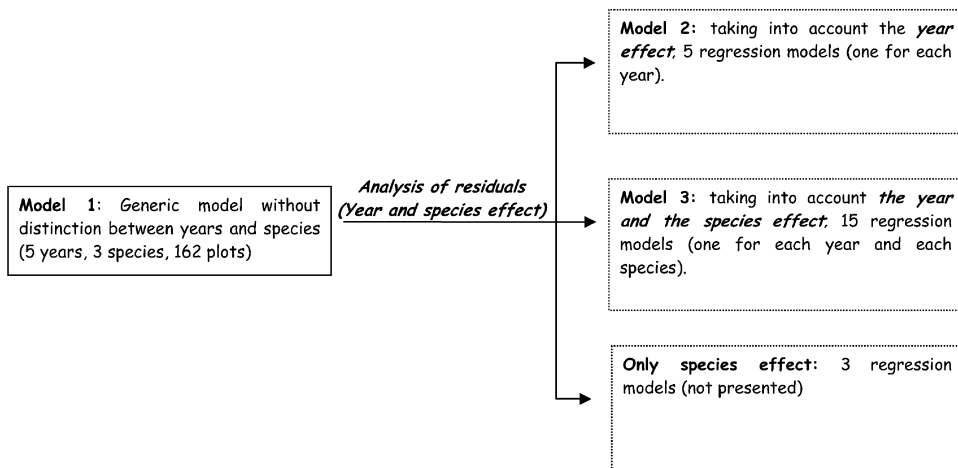 Model 1: Generic model without
distinction between years and species
(5 years, 3 species, 162 plots)
Analysis of residuals
(Year and species effect)
Model 2: taking into account the year
effect, 5 regression models (one for each
year).
Model 3: taking into account the year
and the species effect, 15 regression
models (one for each year and each
species).
Only species effect: 3 regression
models (not presented)